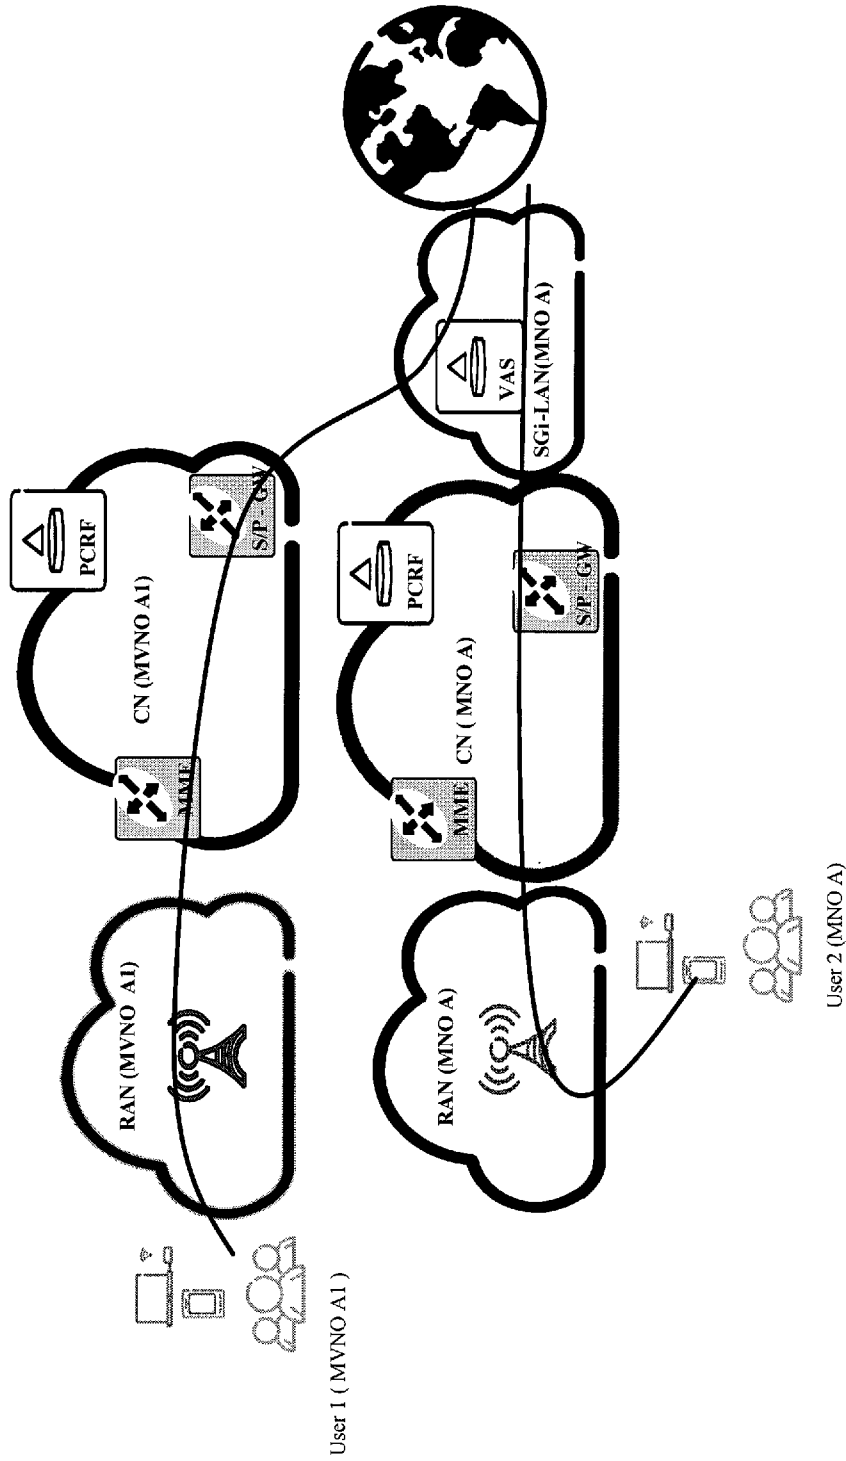 User 1 ( MVNO A1 )
RAN (MVNO A1)
MME
CN (MVNO A1)
PCRF
S/P - GW
User 2 (MNO A)
RAN (MNO A)
MME
CN ( MNO A)
PCRF
S/P - GW
VAS
SGi-LAN(MNO A)